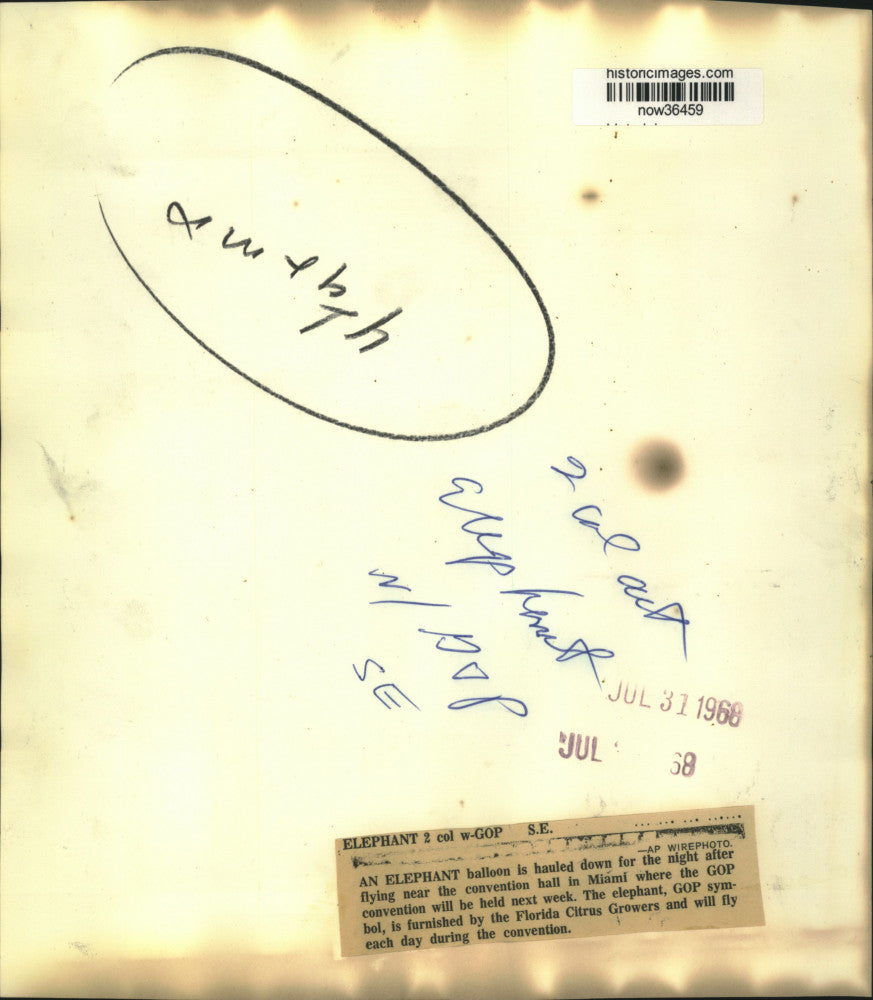 historicimages.com
now36459
2 col act
Elephant
w/ GOP
SE
JUL 31 1968
JUL 68
ELEPHANT 2 col w-GOP S.E.
—AP WIREPHOTO.
AN ELEPHANT balloon is hauled down for the night after
flying near the convention hall in Miami where the GOP
convention will be held next week. The elephant, GOP sym-
bol, is furnished by the Florida Citrus Growers and will fly
each day during the convention.